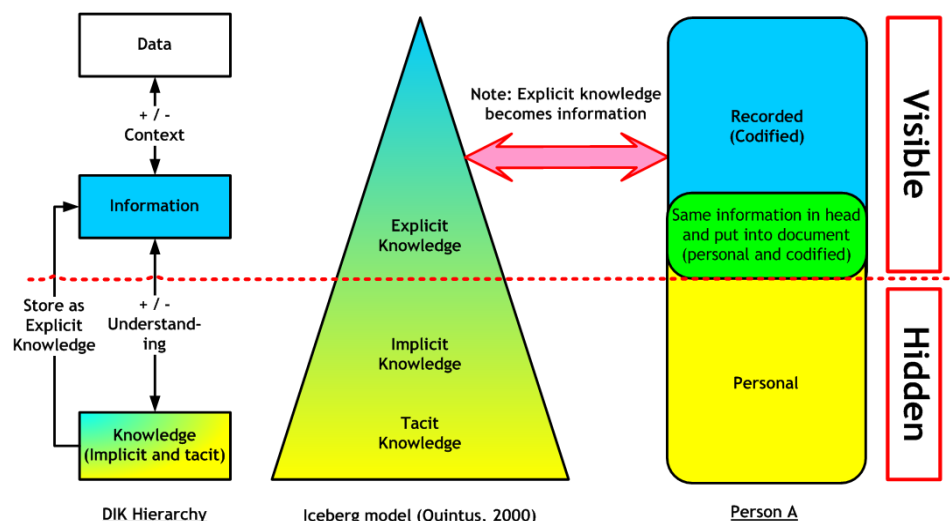 Data
+ / -
Context
Information
Store as
Explicit
Knowledge
+ / -
Understand-
ing
Knowledge
(Implicit and tacit)
DIK Hierarchy
Explicit
Knowledge
Implicit
Knowledge
Tacit
Knowledge
Iceberg model (Quintus, 2000)
Note: Explicit knowledge
becomes information
Recorded
(Codified)
Same information in head
and put into document
(personal and codified)
Personal
Person A
Visible
Hidden